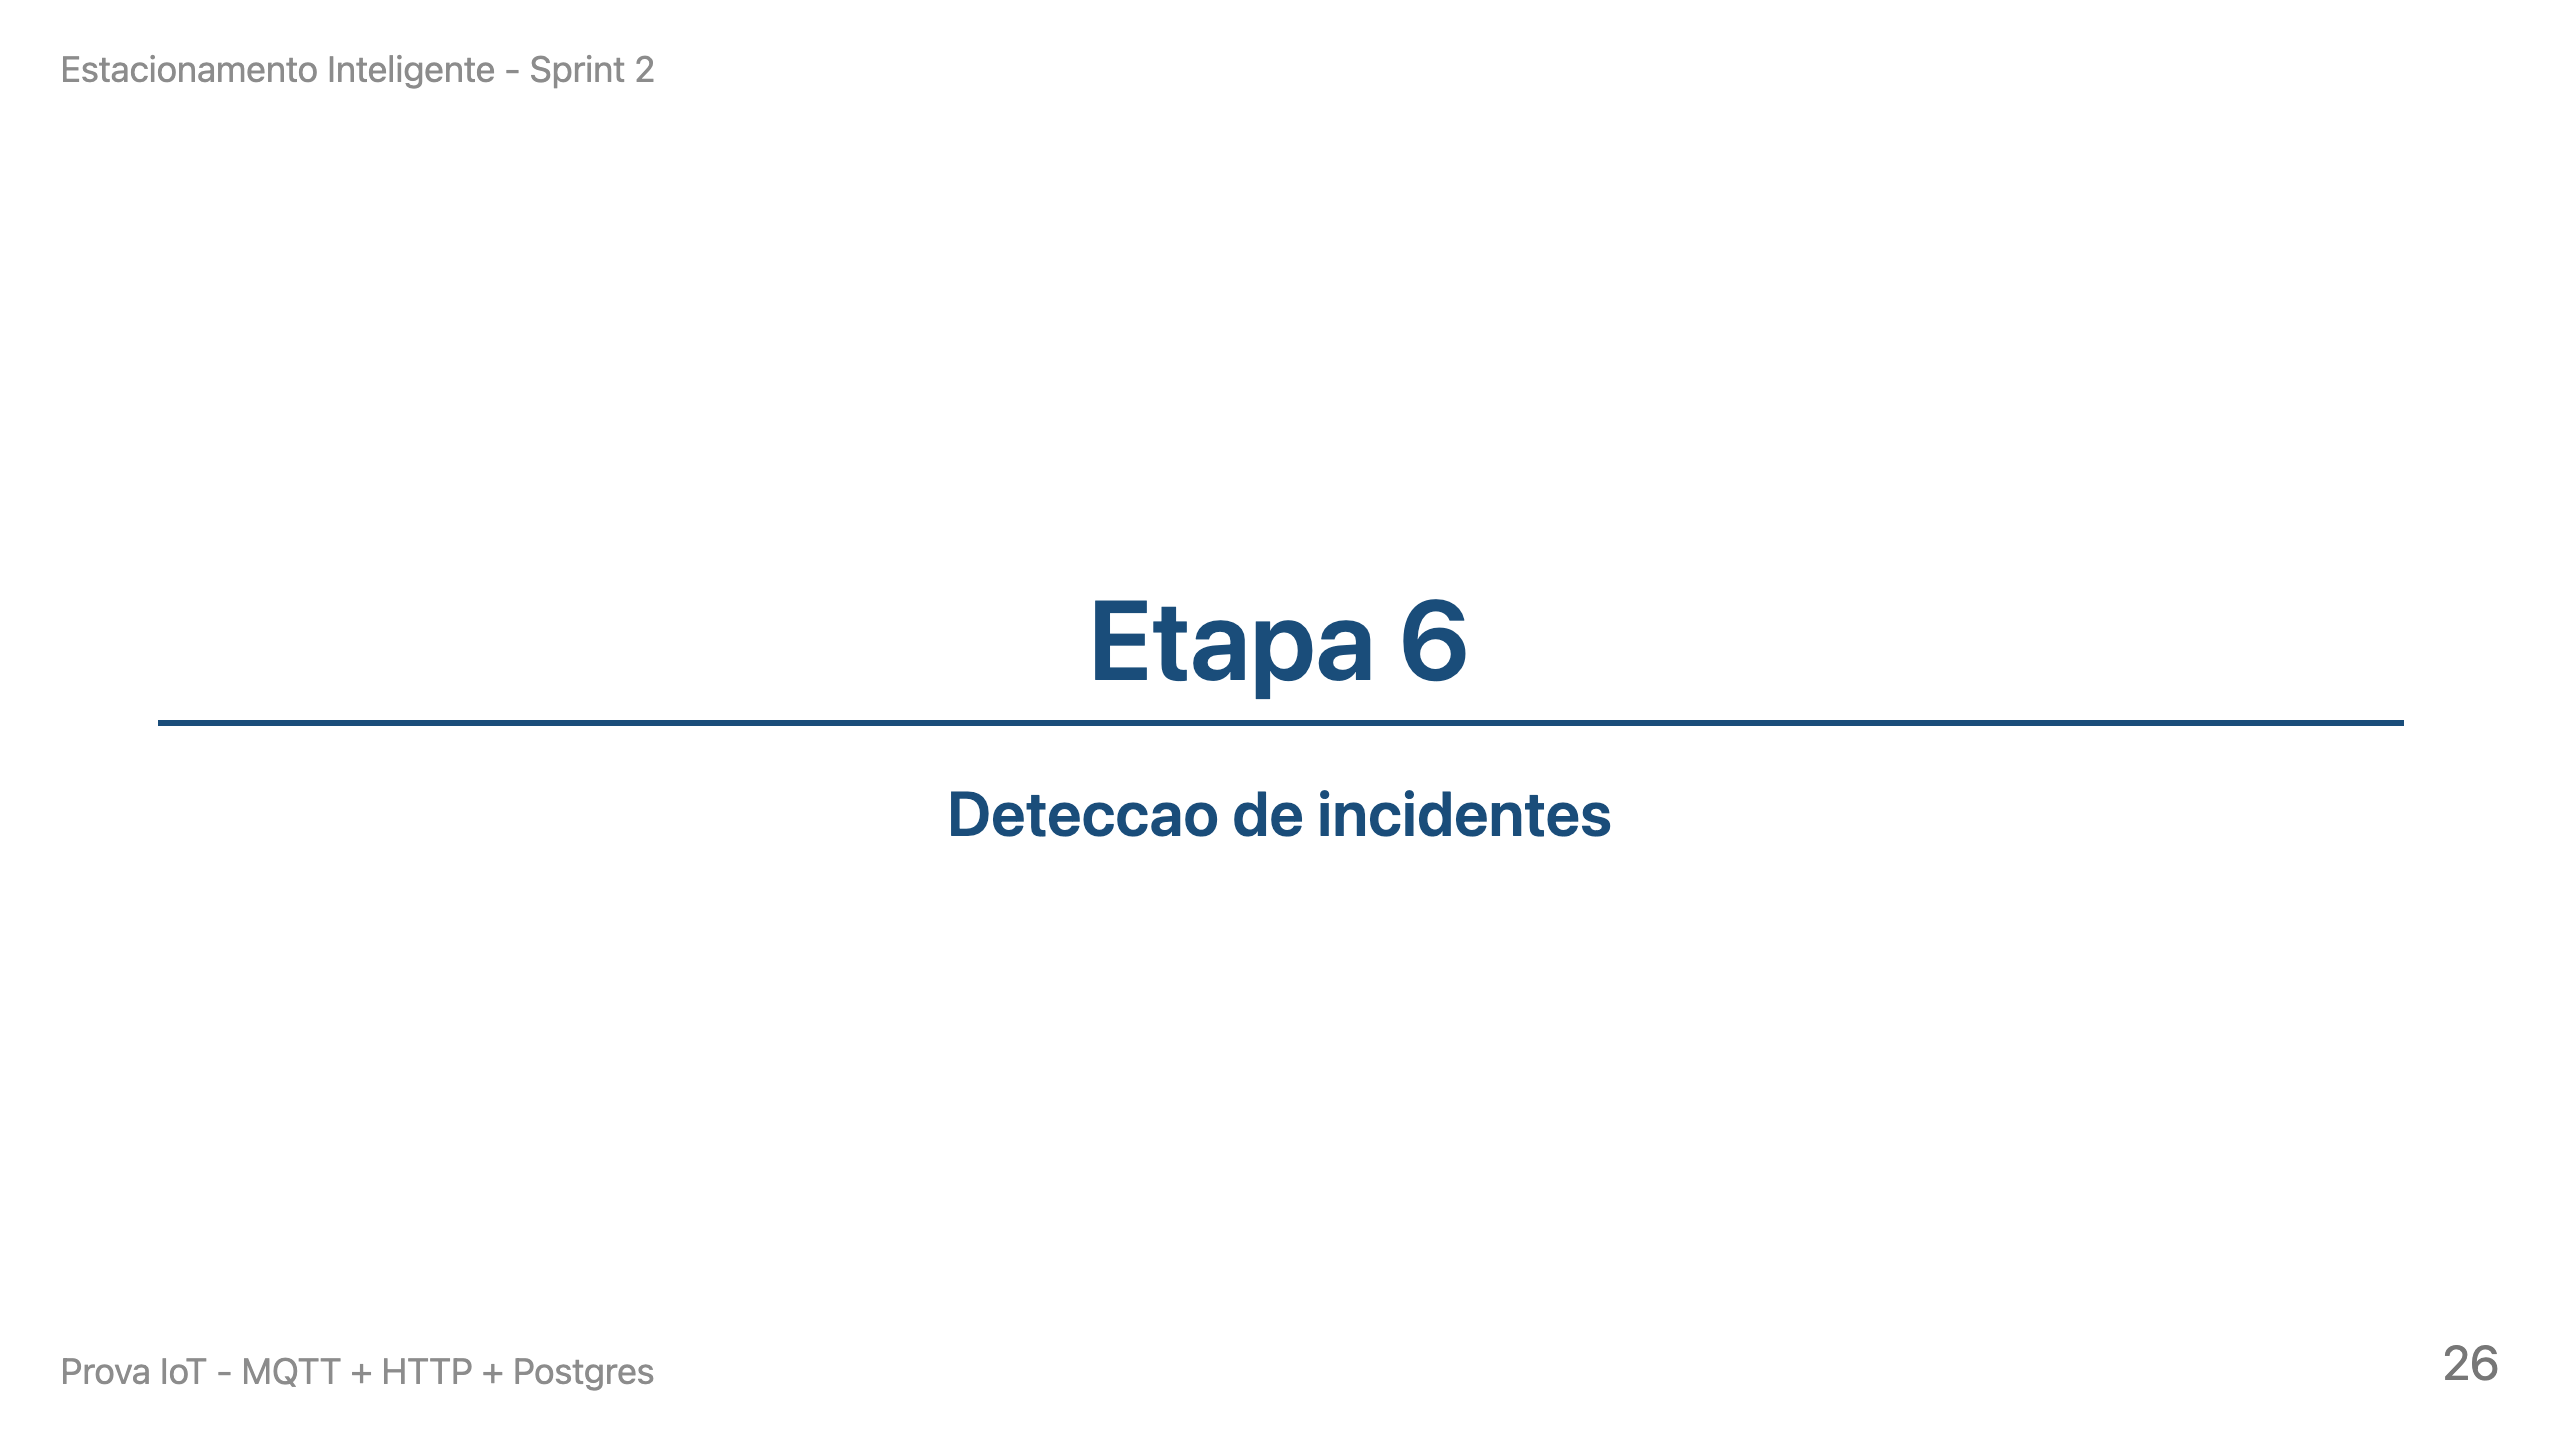 Estacionamento Inteligente - Sprint 2
Etapa 6
Deteccao de incidentes
Prova IoT - MQTT + HTTP + Postgres
26